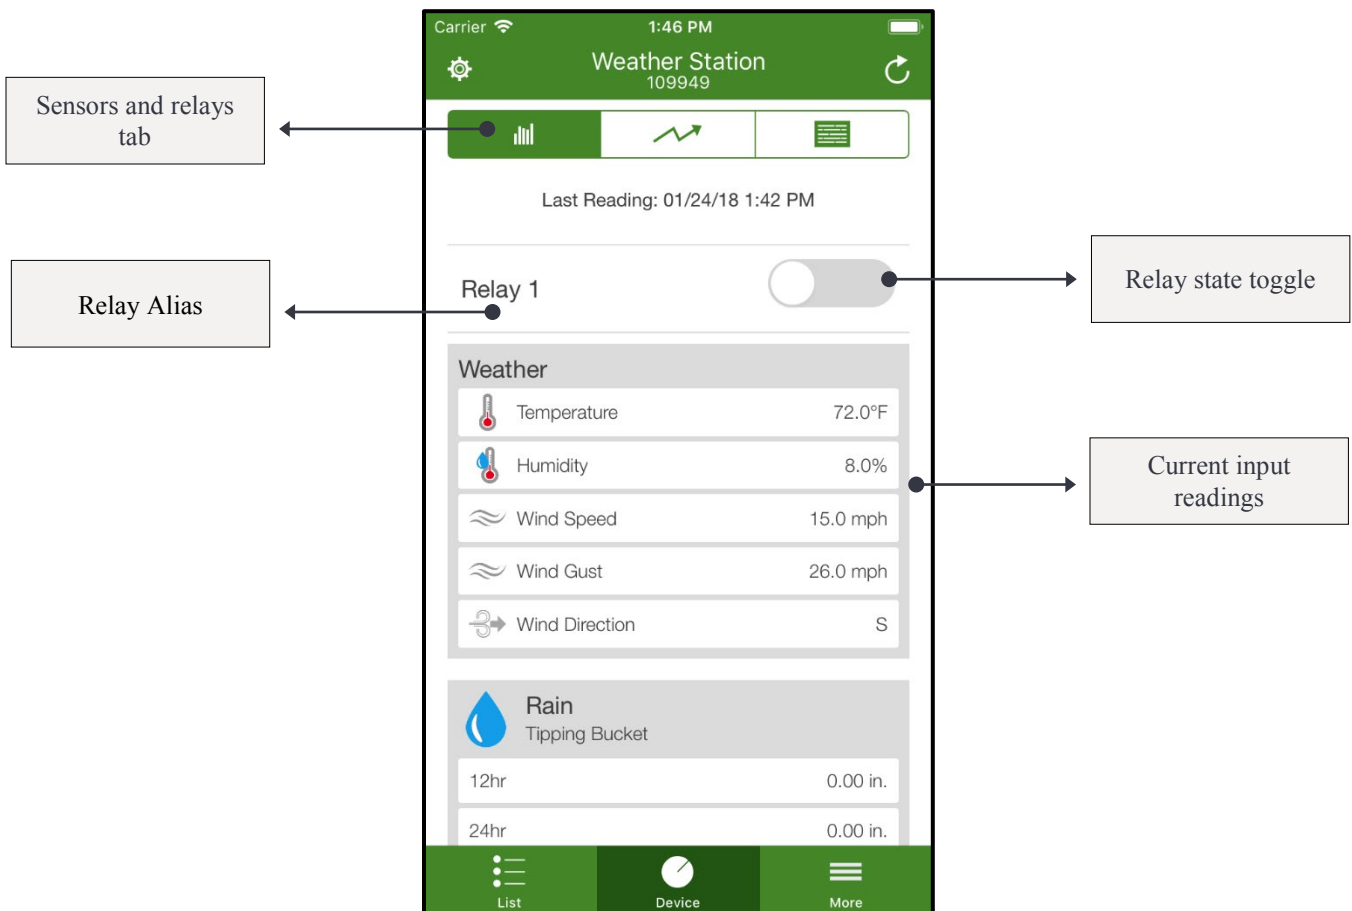 Carrier
1:46 PM
Weather Station
109949
Sensors and relays
tab
Last Reading: 01/24/18 1:42 PM
Relay 1
Relay state toggle
Relay Alias
Weather
Temperature 72.0°F
Humidity 8.0%
Current input
readings
Wind Speed 15.0 mph
Wind Gust 26.0 mph
Wind Direction S
Rain
Tipping Bucket
12hr 0.00 in.
24hr 0.00 in.
List Device More